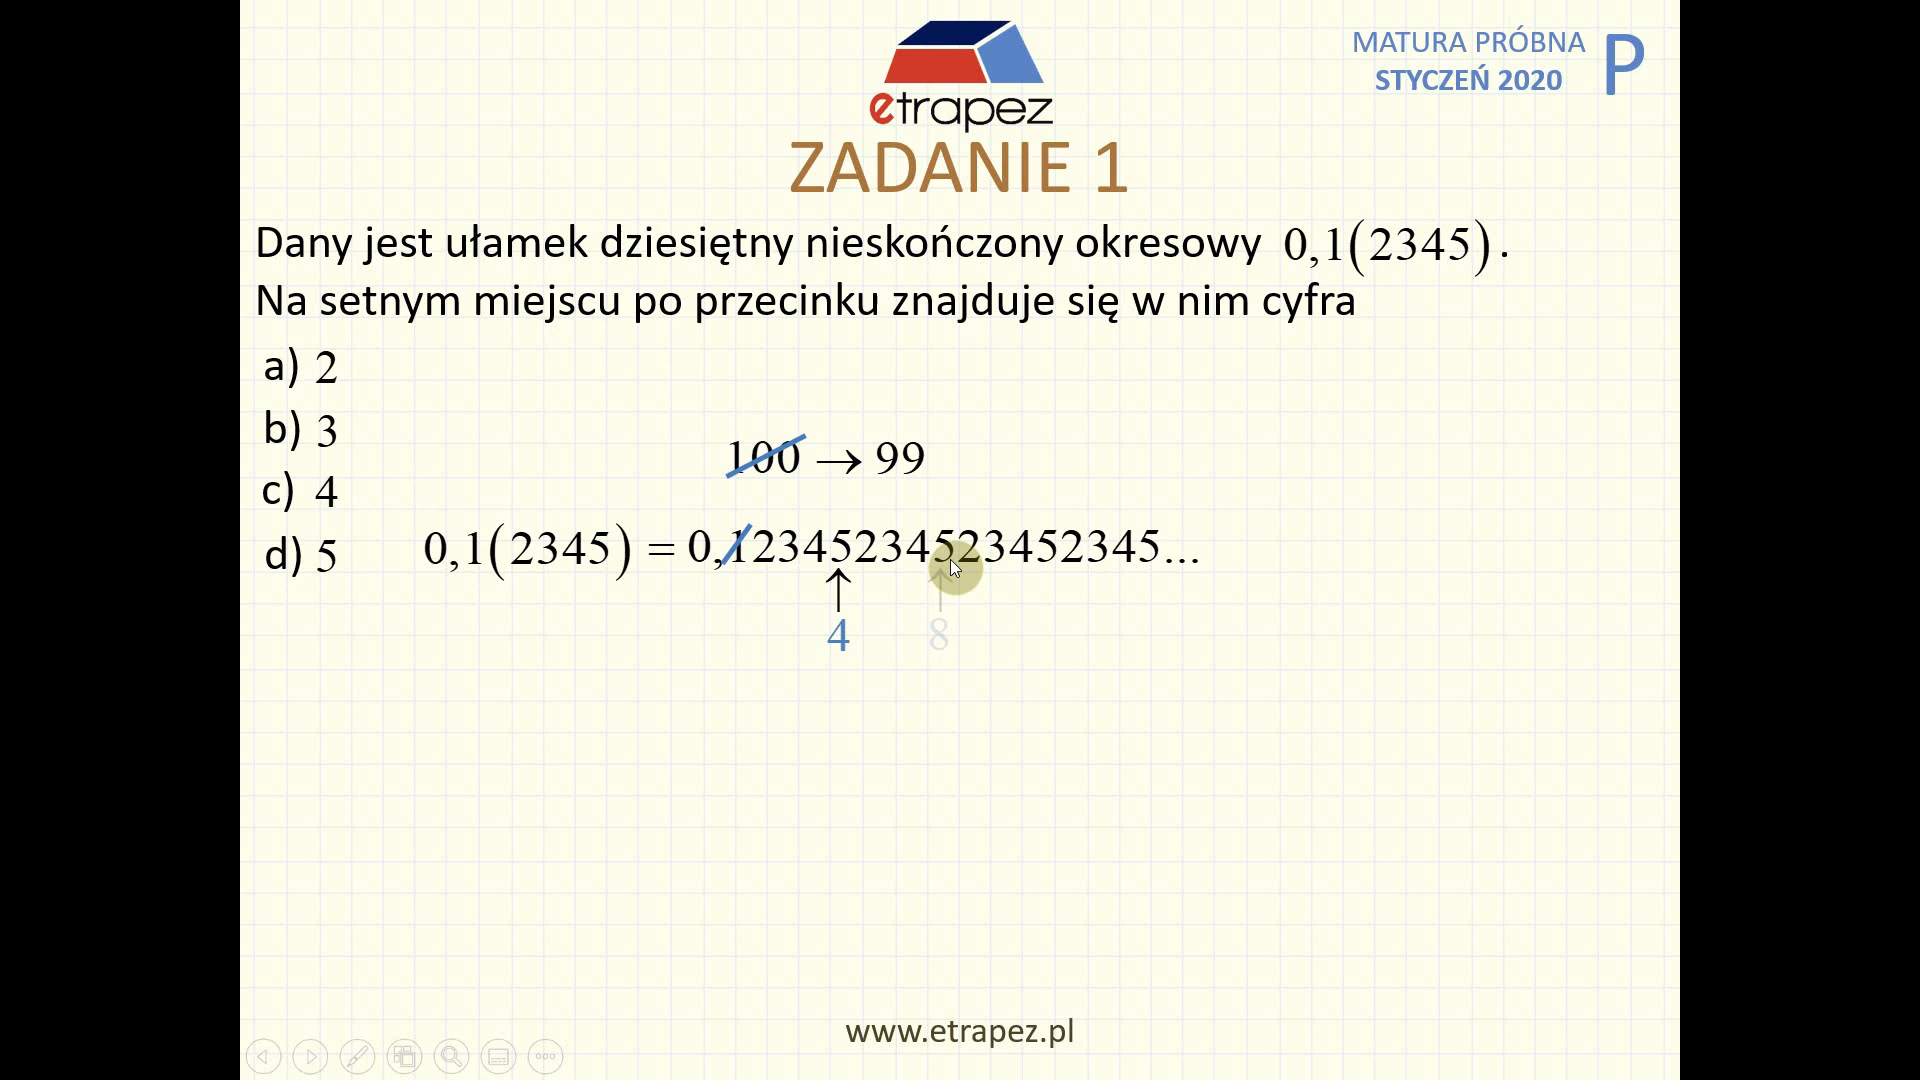 etrapez
MATURA PRÓBNA
STYCZEŃ 2020
P
ZADANIE 1
Dany jest ułamek dziesiętny nieskończony okresowy 0,1(2345).
Na setnym miejscu po przecinku znajduje się w nim cyfra
a) 2
b) 3
c) 4
d) 5
100 → 99
0,1(2345) = 0,12345234523452345...
↑ ↑
4 8
www.etrapez.pl